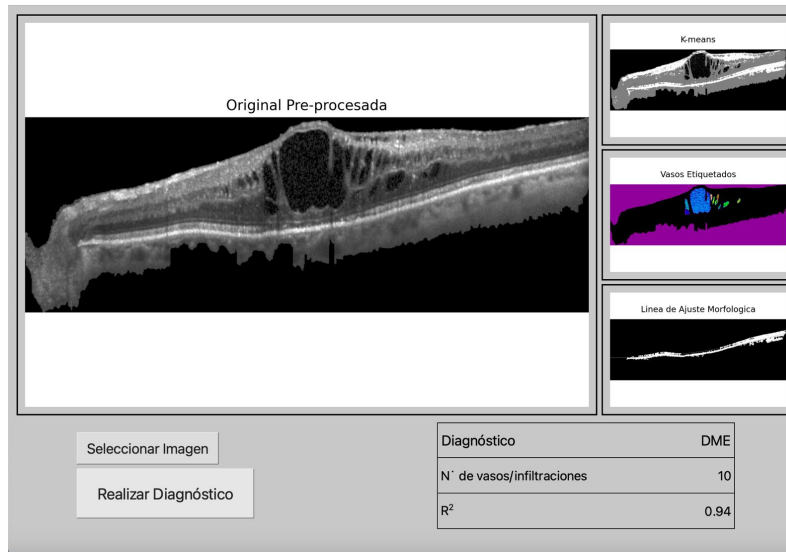 Original Pre-procesada
K-means
Vasos Etiquetados
Linea de Ajuste Morfologica
Seleccionar Imagen
Realizar Diagnóstico
Diagnóstico DME
N˙ de vasos/infiltraciones 10
R² 0.94